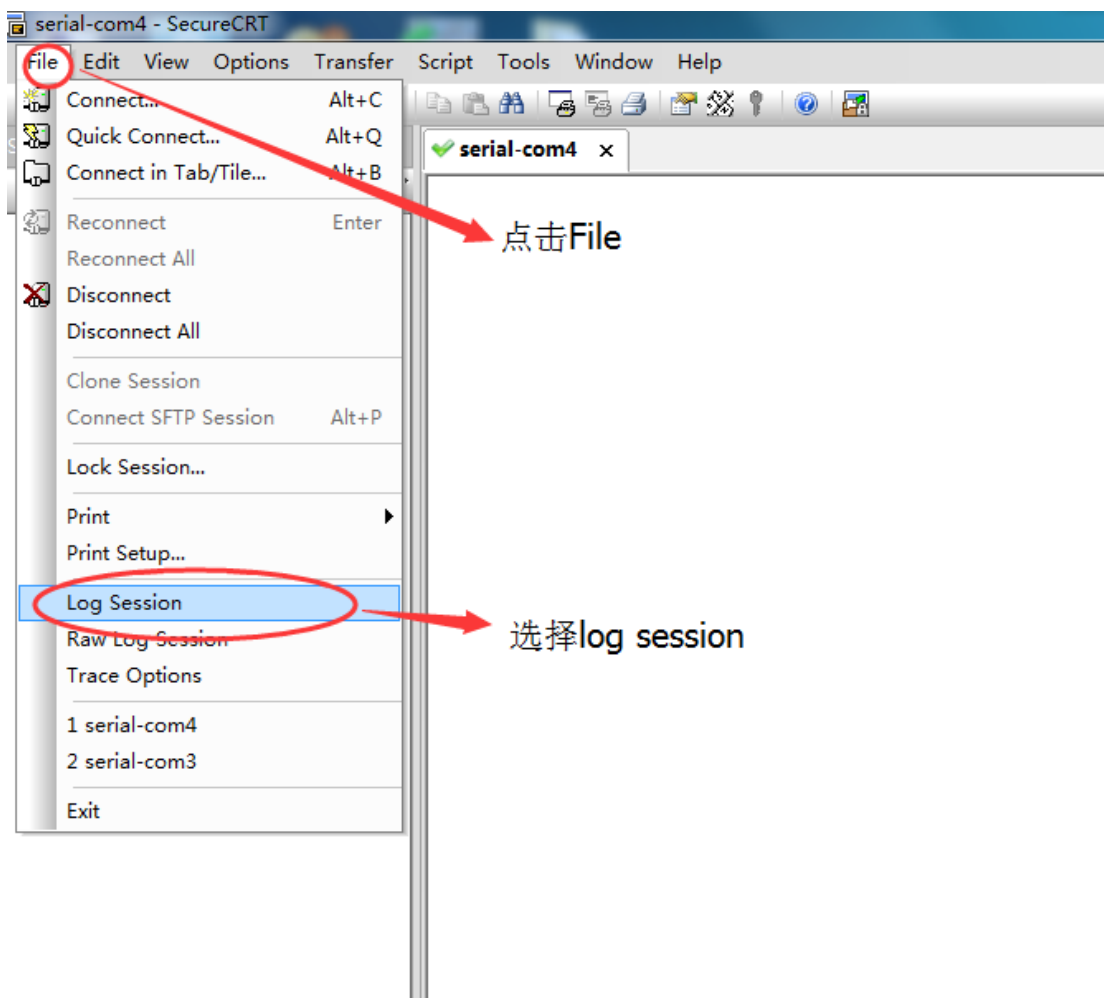 serial-com4 - SecureCRT
File Edit View Options Transfer Script Tools Window Help
Connect... Alt+C
Quick Connect... Alt+Q
serial-com4 x
Connect in Tab/Tile... Alt+B
Reconnect Enter
点击File
Reconnect All
Disconnect
Disconnect All
Clone Session
Connect SFTP Session Alt+P
Lock Session...
Print
Print Setup...
Log Session
选择log session
Raw Log Session
Trace Options
1 serial-com4
2 serial-com3
Exit